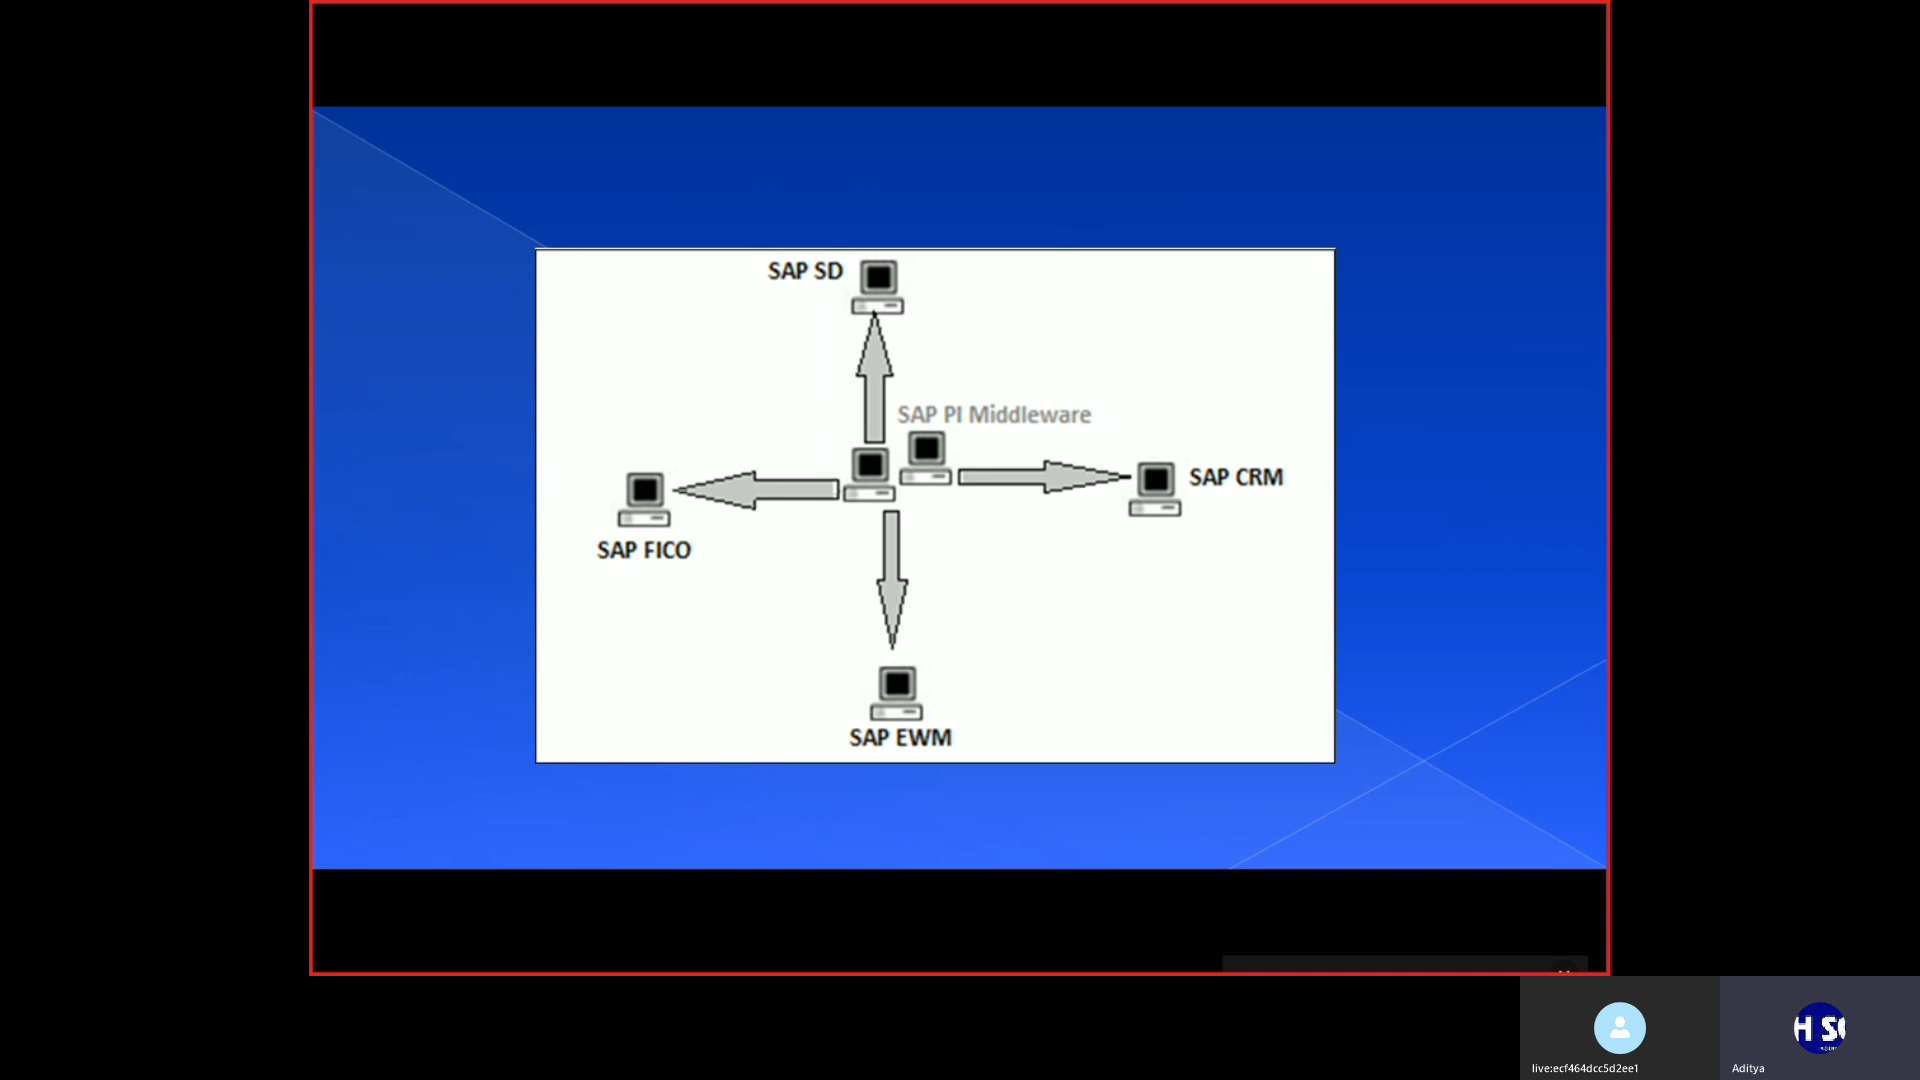 SAP SD
SAP PI Middleware
SAP CRM
SAP FICO
SAP EWM
live:ecf464dcc5d2ee1
Aditya